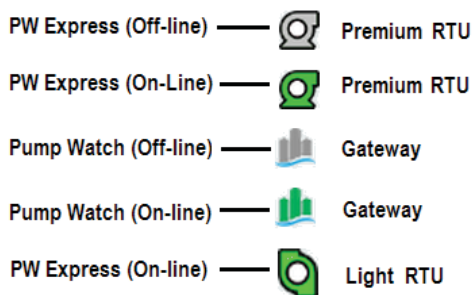 PW Express (Off-line) Premium RTU
PW Express (On-Line) Premium RTU
Pump Watch (Off-line) Gateway
Pump Watch (On-line) Gateway
PW Express (On-line) Light RTU